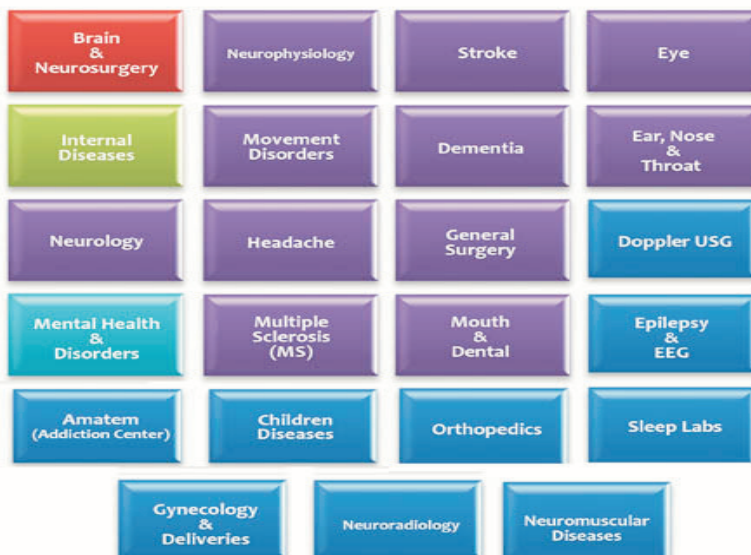 Brain
&
Neurosurgery
Neurophysiology
Stroke
Eye
Internal
Diseases
Movement
Disorders
Dementia
Ear, Nose
&
Throat
Neurology
Headache
General
Surgery
Doppler USG
Mental Health
&
Disorders
Multiple
Sclerosis
(MS)
Mouth
&
Dental
Epilepsy
&
EEG
Amatem
(Addiction Center)
Children
Diseases
Orthopedics
Sleep Labs
Gynecology
&
Deliveries
Neuroradiology
Neuromuscular
Diseases